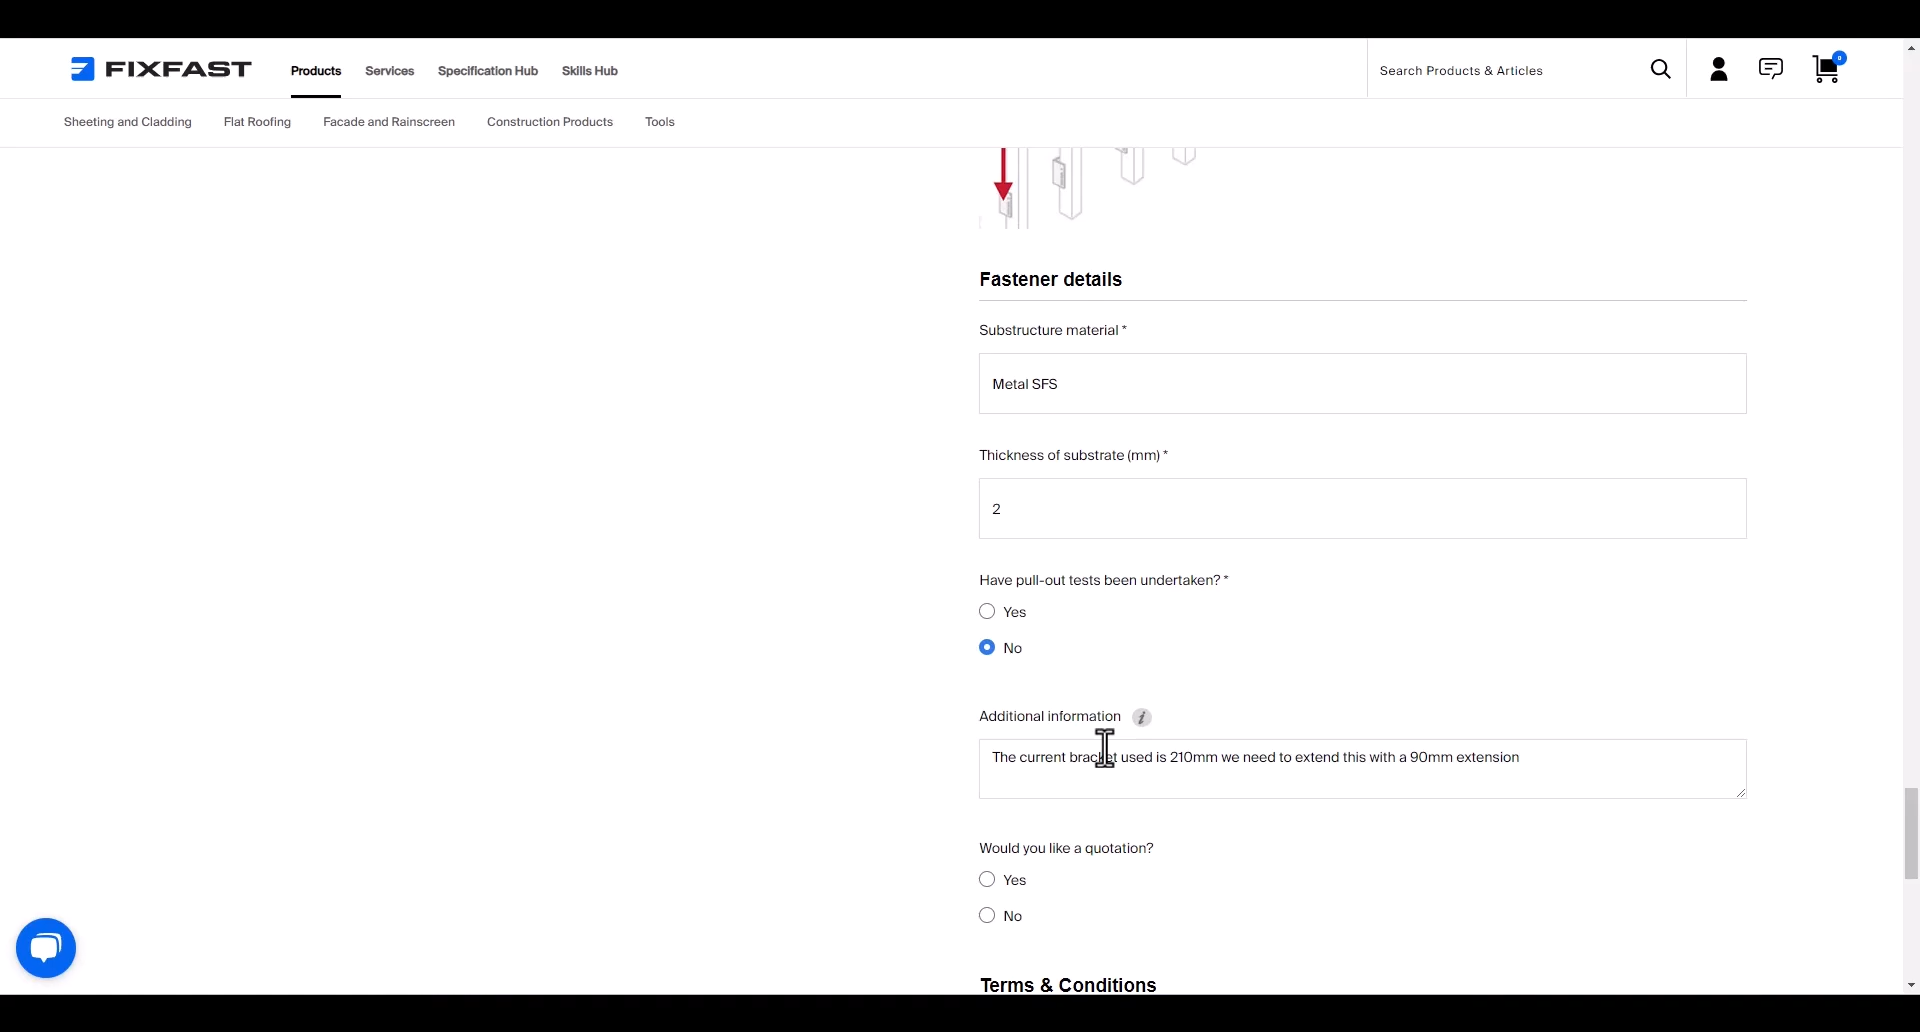 FIXFAST
Products
Services
Specification Hub
Skills Hub
Search Products & Articles
0
Sheeting and Cladding
Flat Roofing
Facade and Rainscreen
Construction Products
Tools
Fastener details
Substructure material *
Metal SFS
Thickness of substrate (mm) *
2
Have pull-out tests been undertaken? *
Yes
No
Additional information i
The current bracket used is 210mm we need to extend this with a 90mm extension
Would you like a quotation?
Yes
No
Terms & Conditions